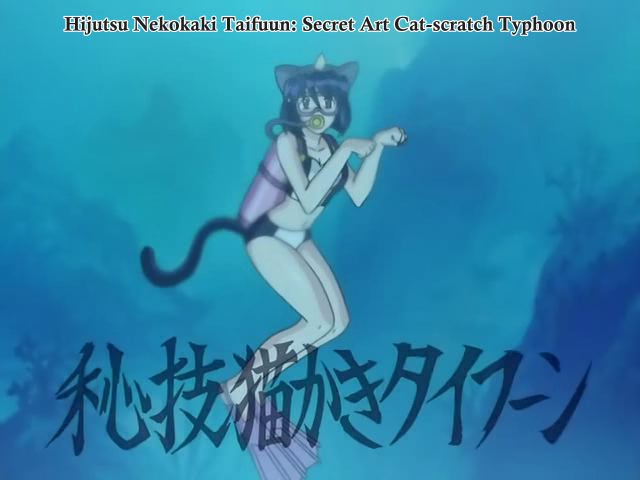 Hijutsu Nekokaki Taifuun: Secret Art Cat-scratch Typhoon
秘技猫かきタイフーン